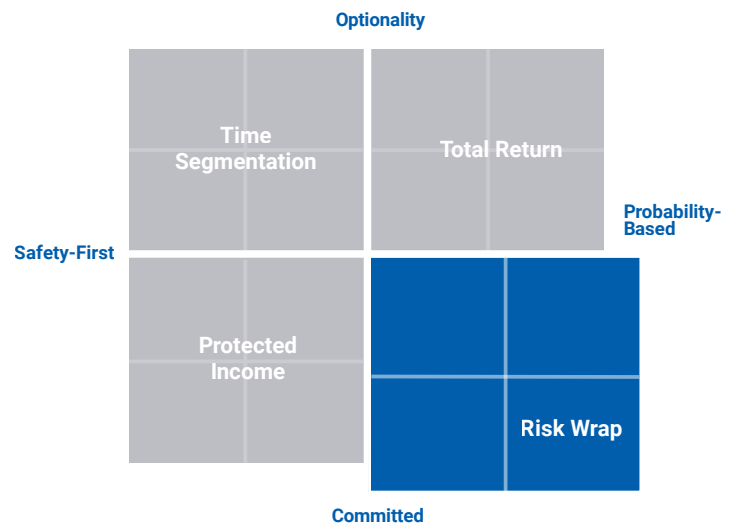 Optionality
Time
Segmentation
Total Return
Probability-
Based
Safety-First
Protected
Income
Risk Wrap
Committed